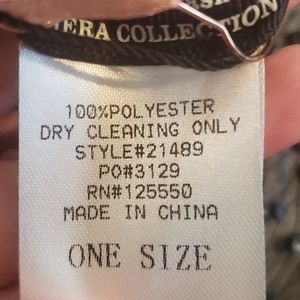 ERA COLLECTION
100%POLYESTER
DRY CLEANING ONLY
STYLE#21489
PO#3129
RN#125550
MADE IN CHINA
ONE SIZE